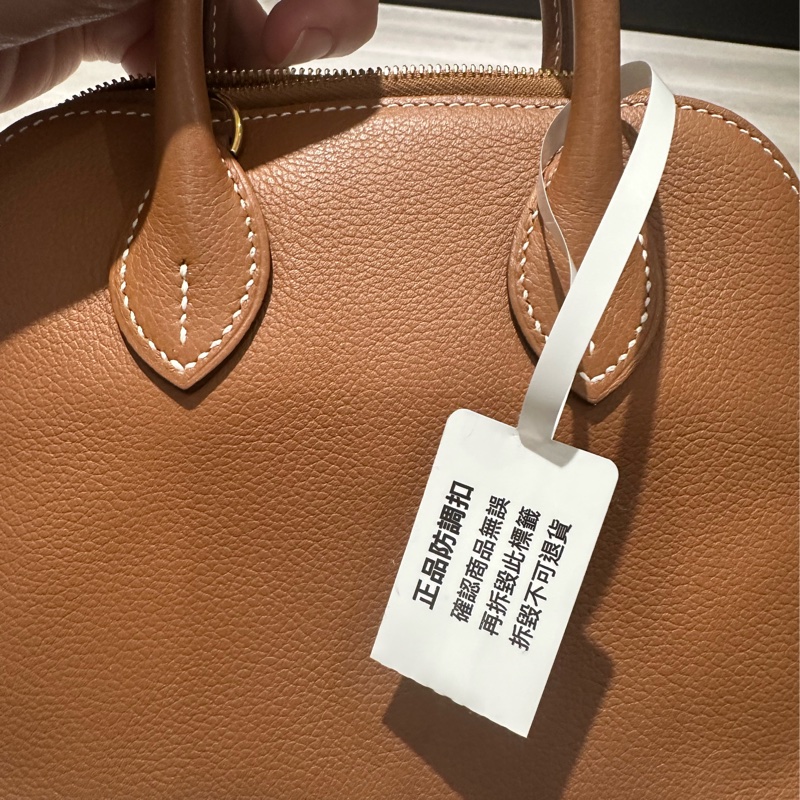 正品防調扣
確認商品無誤
再拆毀此標籤
拆毀不可退貨